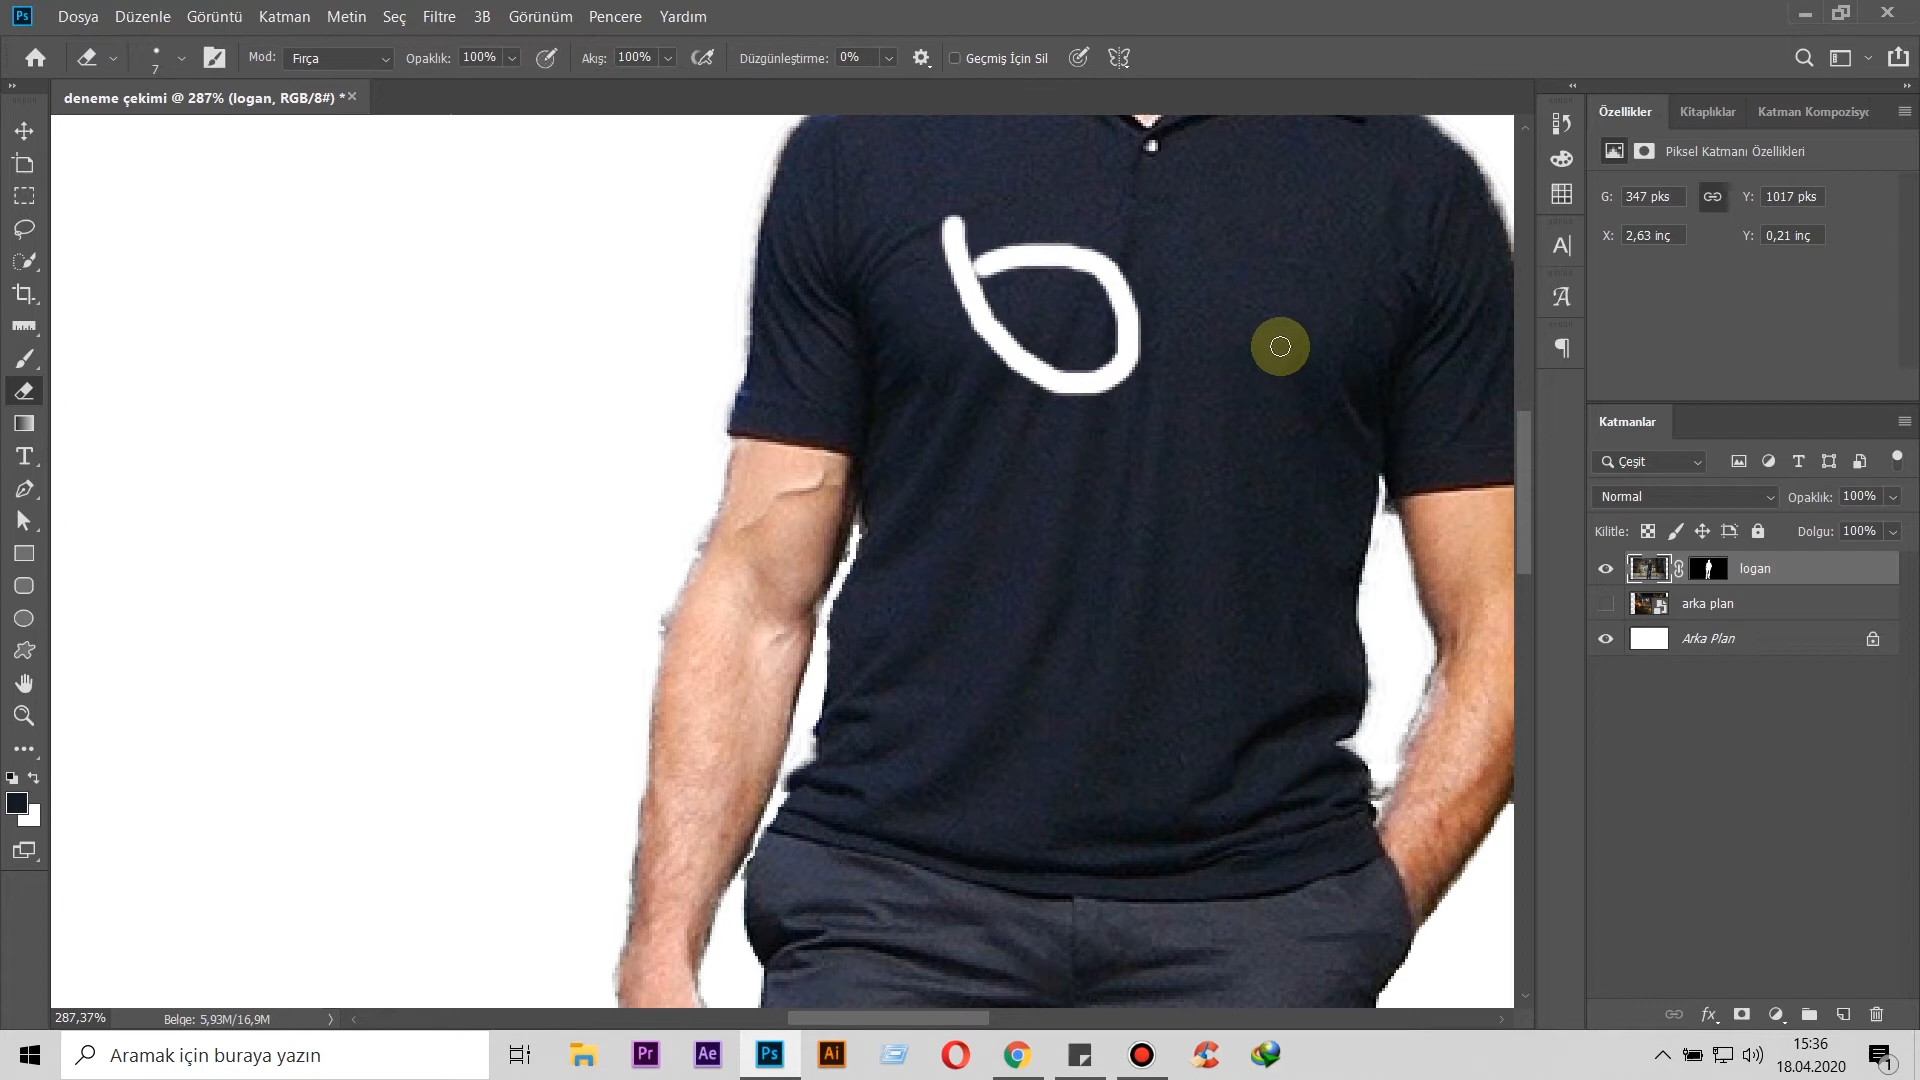 Ps Dosya Düzenle Görüntü Katman Metin Seç Filtre 3B Görünüm Pencere Yardım
7 Mod: Fırça Opaklık: 100% Akış: 100% Düzgünleştirme: 0% Geçmiş İçin Sil
deneme çekimi @ 287% (logan, RGB/8#) *
Özellikler Kitaplıklar Katman Kompozisyo
Piksel Katmanı Özellikleri
G: 347 pks Y: 1017 pks
X: 2,63 inç Y: 0,21 inç
Katmanlar
Çeşit
Normal Opaklık: 100%
Kilitle: Dolgu: 100%
logan
arka plan
Arka Plan
fx
287,37% Belge: 5,93M/16,9M
Aramak için buraya yazın
Pr Ae Ps Ai
15:36
18.04.2020
1